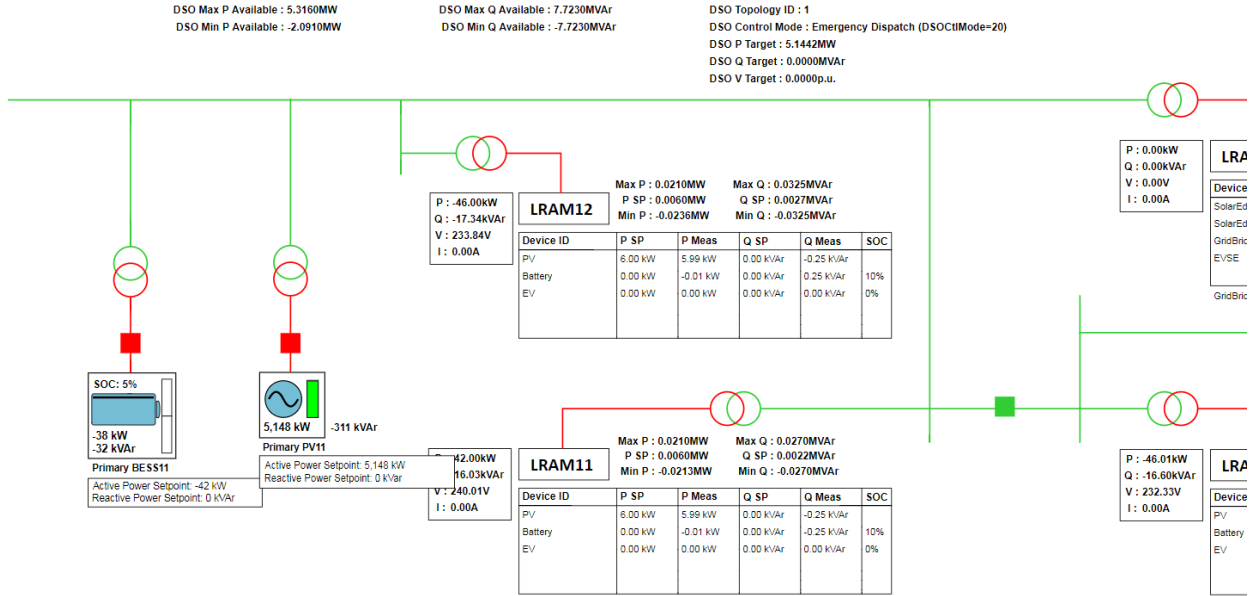 DSO Max P Available : 5.3160MW
DSO Min P Available : -2.0910MW
DSO Max Q Available : 7.7230MVAr
DSO Min Q Available : -7.7230MVAr
DSO Topology ID : 1
DSO Control Mode : Emergency Dispatch (DSOCtlMode=20)
DSO P Target : 5.1442MW
DSO Q Target : 0.0000MVAr
DSO V Target : 0.0000p.u.
P : -46.00kW
Q : -17.34kVAr
V : 233.84V
I : 0.00A
LRAM12
Max P : 0.0210MW
P SP : 0.0060MW
Min P : -0.0236MW
Max Q : 0.0325MVAr
Q SP : 0.0027MVAr
Min Q : -0.0325MVAr
Device ID P SP P Meas Q SP Q Meas SOC
PV 6.00 kW 5.99 kW 0.00 kVAr -0.25 kVAr
Battery 0.00 kW -0.01 kW 0.00 kVAr 0.25 kVAr 10%
EV 0.00 kW 0.00 kW 0.00 kVAr 0.00 kVAr 0%
P : 0.00kW
Q : 0.00kVAr
V : 0.00V
I : 0.00A
LRA
Device
SolarEd
SolarEd
GridBric
EVSE
GridBric
SOC: 5%
-38 kW
-32 kVAr
Primary BESS11
Active Power Setpoint: -42 kW
Reactive Power Setpoint: 0 kVAr
5,148 kW
-311 kVAr
Primary PV11
Active Power Setpoint: 5,148 kW
Reactive Power Setpoint: 0 kVar
42.00kW
16.03kVAr
V : 240.01V
I : 0.00A
LRAM11
Max P : 0.0210MW
P SP : 0.0060MW
Min P : -0.0213MW
Max Q : 0.0270MVAr
Q SP : 0.0022MVAr
Min Q : -0.0270MVAr
Device ID P SP P Meas Q SP Q Meas SOC
PV 6.00 kW 5.99 kW 0.00 kVAr -0.25 kVAr
Battery 0.00 kW -0.01 kW 0.00 kVAr -0.25 kVAr 10%
EV 0.00 kW 0.00 kW 0.00 kVAr 0.00 kVAr 0%
P : -46.01kW
Q : -16.60kVAr
V : 232.33V
I : 0.00A
LRA
Device
PV
Battery
EV